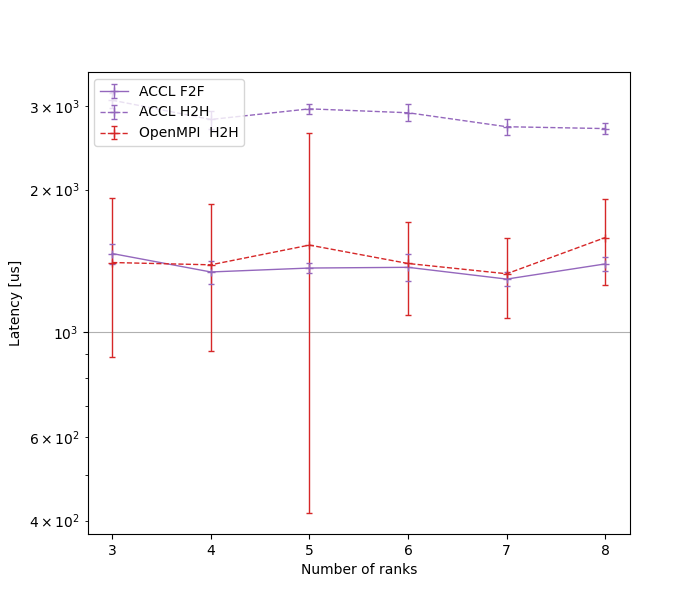 ACCL F2F
ACCL H2H
OpenMPI H2H
Latency [us]
3 × 10³
2 × 10³
10³
6 × 10²
4 × 10²
3 4 5 6 7 8
Number of ranks